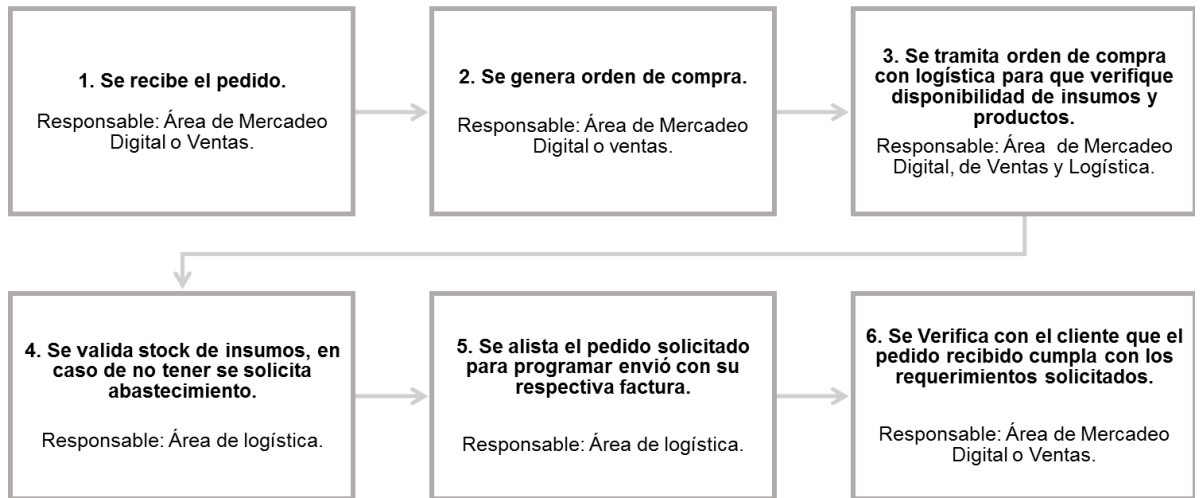 1. Se recibe el pedido.
Responsable: Área de Mercadeo
Digital o Ventas.
2. Se genera orden de compra.
Responsable: Área de Mercadeo
Digital o ventas.
3. Se tramita orden de compra
con logística para que verifique
disponibilidad de insumos y
productos.
Responsable: Área de Mercadeo
Digital, de Ventas y Logística.
4. Se valida stock de insumos, en
caso de no tener se solicita
abastecimiento.
Responsable: Área de logística.
5. Se alista el pedido solicitado
para programar envió con su
respectiva factura.
Responsable: Área de logística.
6. Se Verifica con el cliente que el
pedido recibido cumpla con los
requerimientos solicitados.
Responsable: Área de Mercadeo
Digital o Ventas.